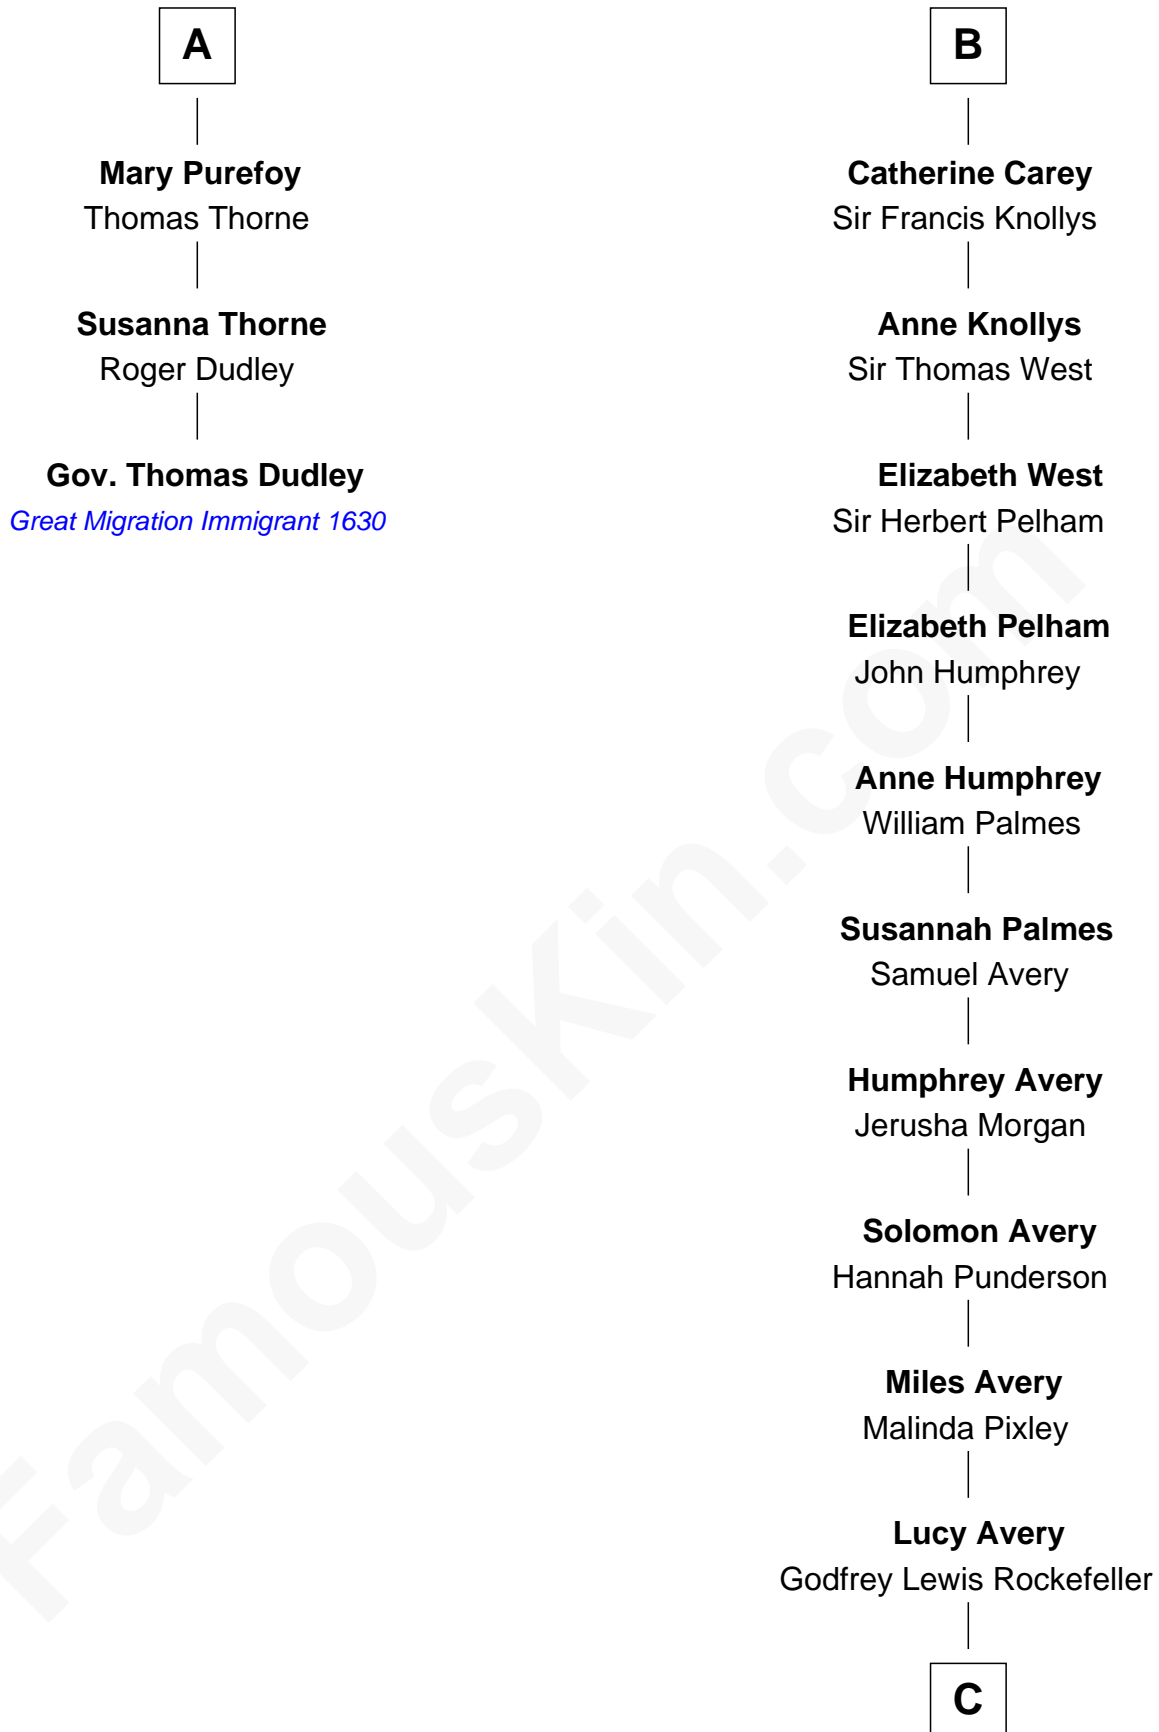 A
Mary Purefoy
Thomas Thorne
Susanna Thorne
Roger Dudley
Gov. Thomas Dudley
Great Migration Immigrant 1630
B
Catherine Carey
Sir Francis Knollys
Anne Knollys
Sir Thomas West
Elizabeth West
Sir Herbert Pelham
Elizabeth Pelham
John Humphrey
Anne Humphrey
William Palmes
Susannah Palmes
Samuel Avery
Humphrey Avery
Jerusha Morgan
Solomon Avery
Hannah Punderson
Miles Avery
Malinda Pixley
Lucy Avery
Godfrey Lewis Rockefeller
C
FamousKin.com